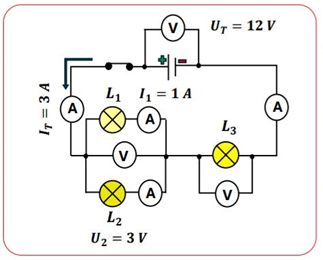 V
U_T = 12 V
+ -
I_T = 3 A
A
L_1 I_1 = 1 A
A
A
L_3
V
A
V
L_2
U_2 = 3 V